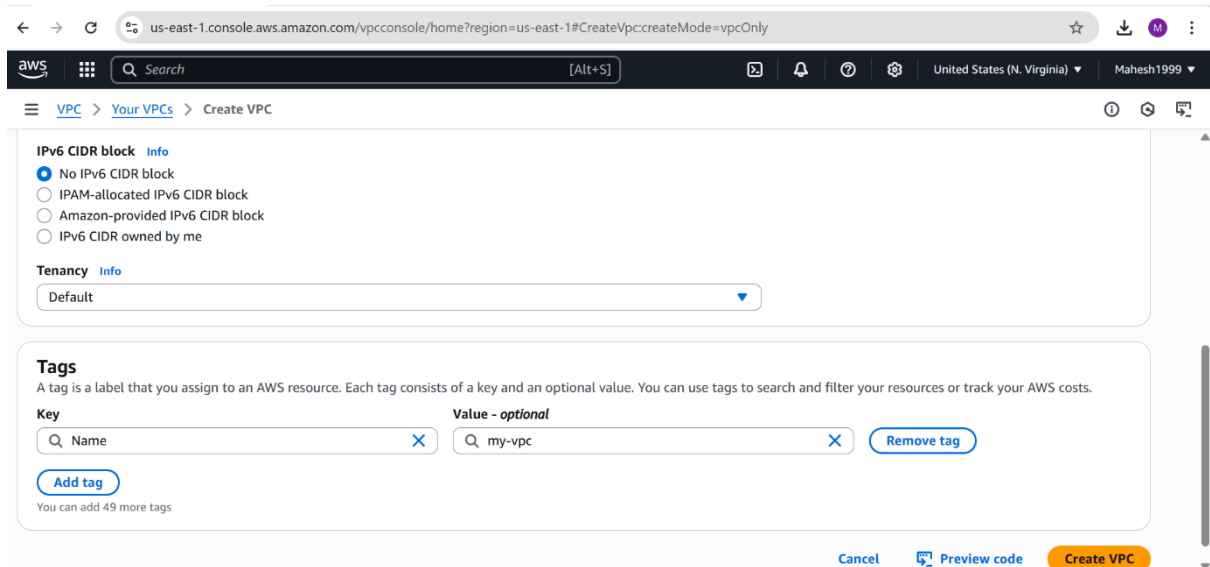 us-east-1.console.aws.amazon.com/vpcconsole/home?region=us-east-1#CreateVpc:createMode=vpcOnly
M
aws Search [Alt+S] United States (N. Virginia) Mahesh1999
VPC > Your VPCs > Create VPC
IPv6 CIDR block Info
No IPv6 CIDR block
IPAM-allocated IPv6 CIDR block
Amazon-provided IPv6 CIDR block
IPv6 CIDR owned by me
Tenancy Info
Default
Tags
A tag is a label that you assign to an AWS resource. Each tag consists of a key and an optional value. You can use tags to search and filter your resources or track your AWS costs.
Key Value - optional
Name my-vpc Remove tag
Add tag
You can add 49 more tags
Cancel Preview code Create VPC